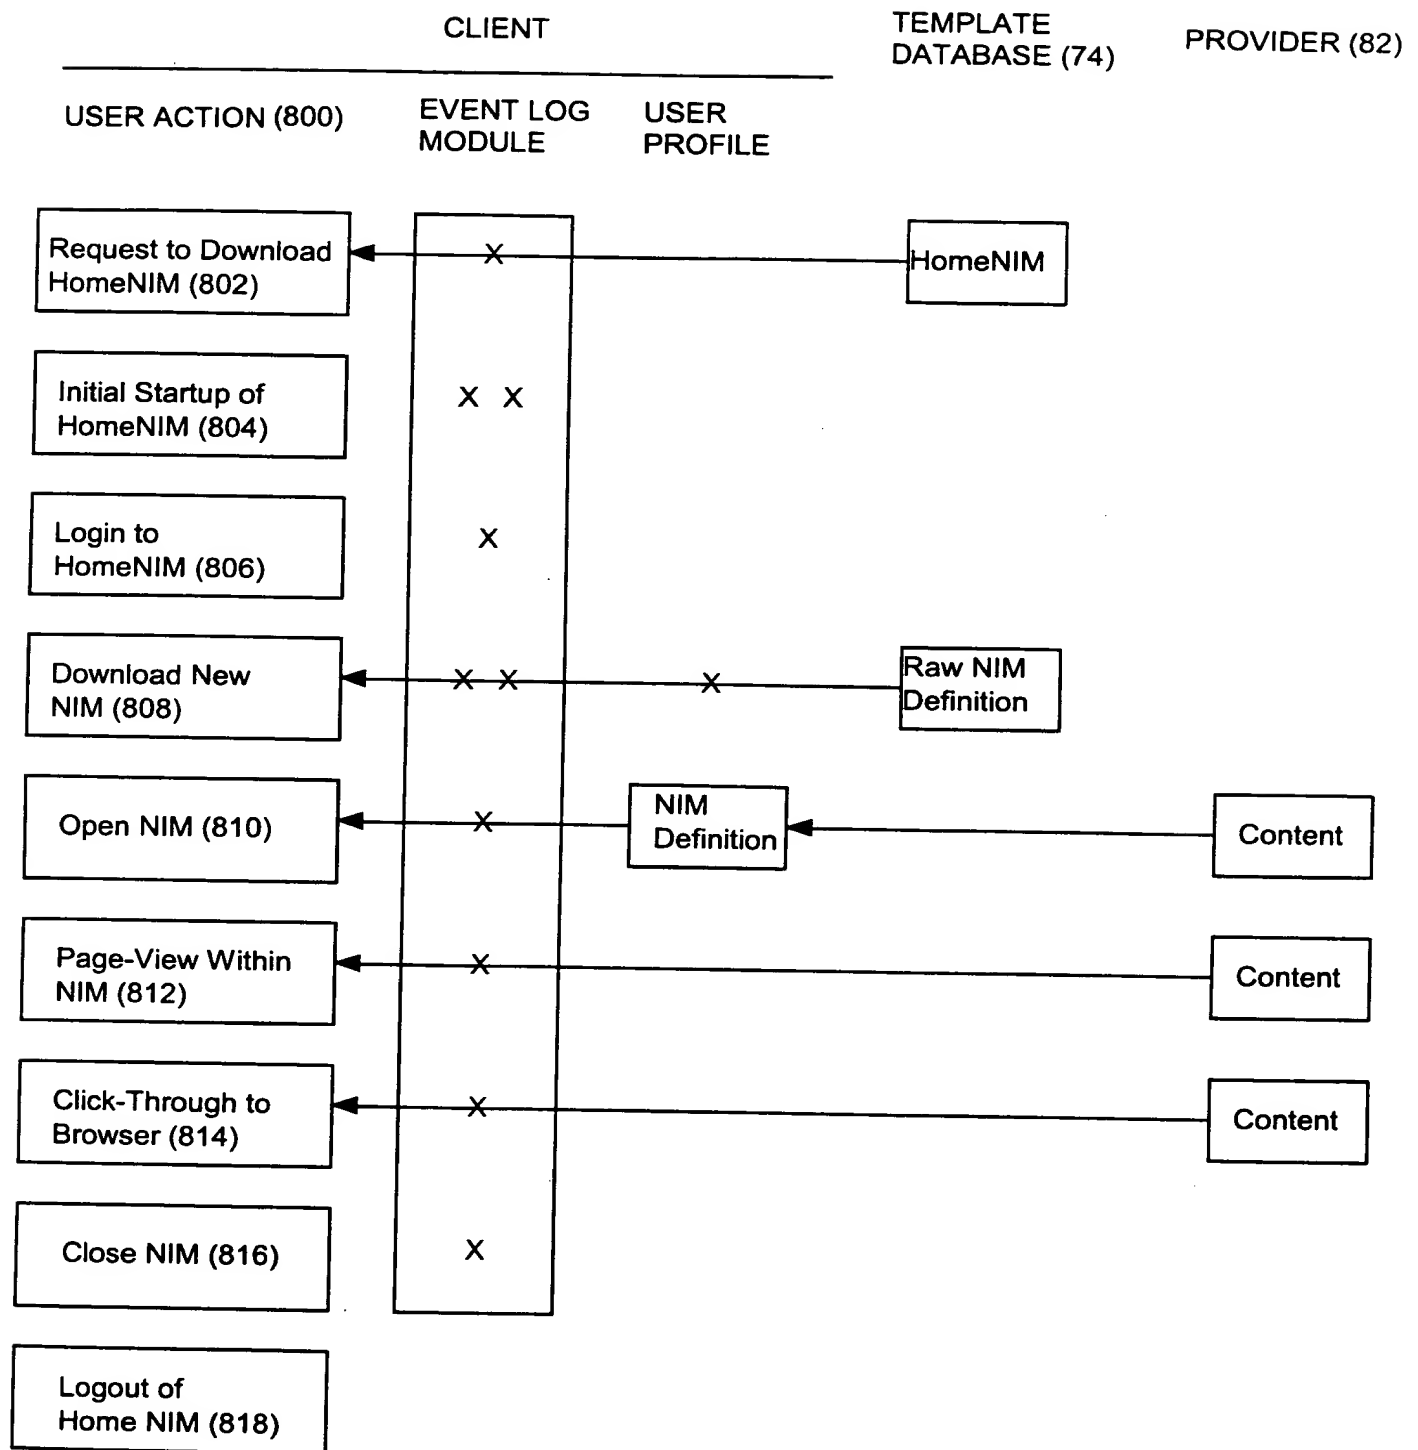 CLIENT
TEMPLATE
DATABASE (74)
PROVIDER (82)
USER ACTION (800)
EVENT LOG
MODULE
USER
PROFILE
Request to Download
HomeNIM (802)
X
HomeNIM
Initial Startup of
HomeNIM (804)
X X
Login to
HomeNIM (806)
X
Download New
NIM (808)
X X
X
Raw NIM
Definition
Open NIM (810)
X
NIM
Definition
Content
Page-View Within
NIM (812)
X
Content
Click-Through to
Browser (814)
X
Content
Close NIM (816)
X
Logout of
Home NIM (818)